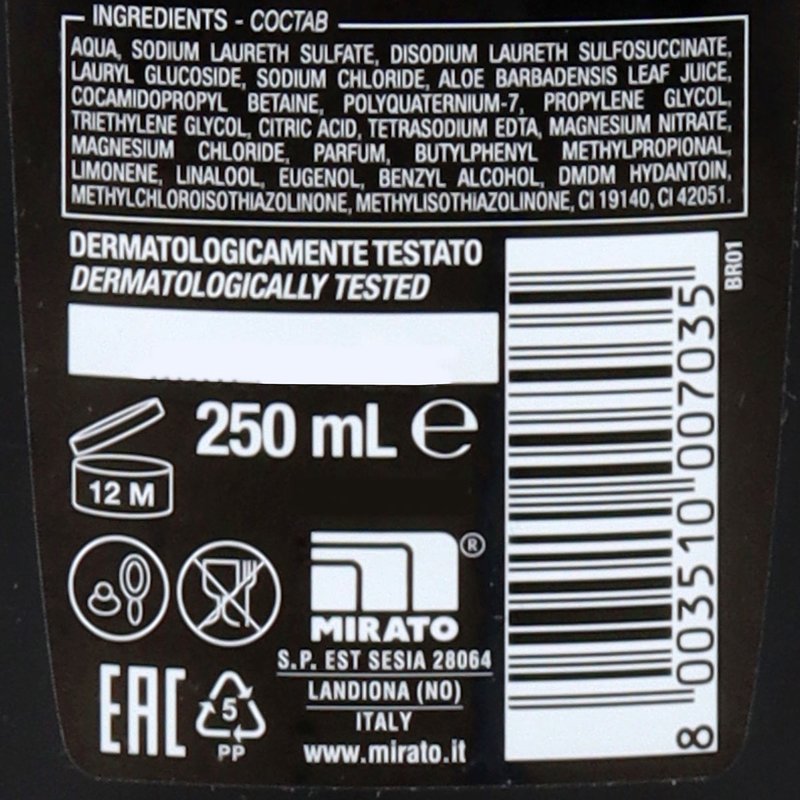 INGREDIENTS - СОСТАВ
AQUA, SODIUM LAURETH SULFATE, DISODIUM LAURETH SULFOSUCCINATE,
LAURYL GLUCOSIDE, SODIUM CHLORIDE, ALOE BARBADENSIS LEAF JUICE,
COCAMIDOPROPYL BETAINE, POLYQUATERNIUM-7, PROPYLENE GLYCOL,
TRIETHYLENE GLYCOL, CITRIC ACID, TETRASODIUM EDTA, MAGNESIUM NITRATE,
MAGNESIUM CHLORIDE, PARFUM, BUTYLPHENYL METHYLPROPIONAL,
LIMONENE, LINALOOL, EUGENOL, BENZYL ALCOHOL, DMDM HYDANTOIN,
METHYLCHLOROISOTHIAZOLINONE, METHYLISOTHIAZOLINONE, CI 19140, CI 42051.
DERMATOLOGICAMENTE TESTATO
DERMATOLOGICALLY TESTED
BR01
250 mL e
12 M
MIRATO ®
S.P. EST SESIA 28064
LANDIONA (NO)
ITALY
www.mirato.it
EAC
5
PP
8 003510 007035